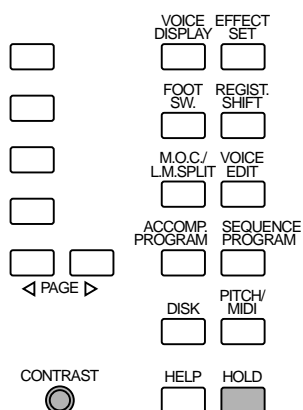 VOICE DISPLAY
EFFECT SET
FOOT SW.
REGIST. SHIFT
M.O.C./ L.M.SPLIT
VOICE EDIT
ACCOMP. PROGRAM
SEQUENCE PROGRAM
PAGE
DISK
PITCH/ MIDI
CONTRAST
HELP
HOLD